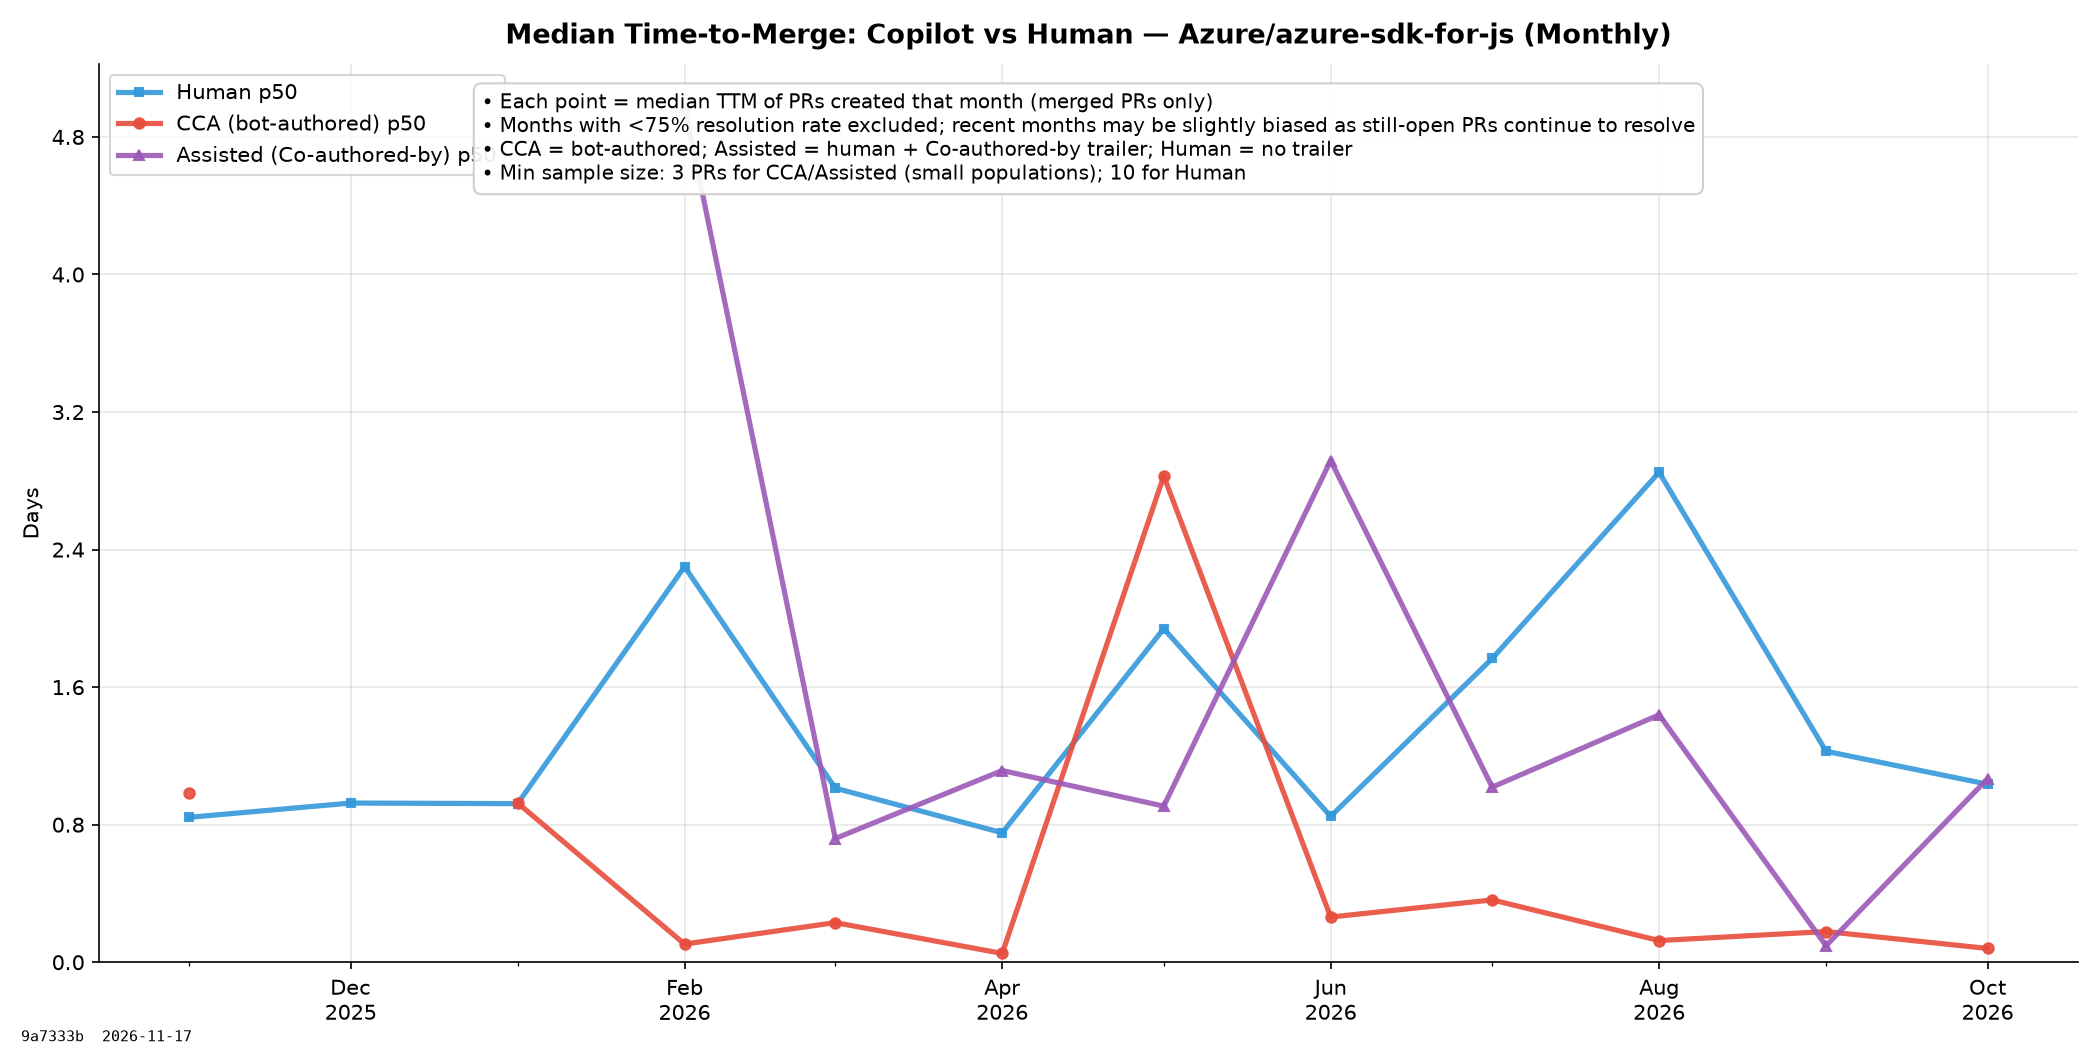 Median Time-to-Merge: Copilot vs Human — Azure/azure-sdk-for-js (Monthly)
Human p50
CCA (bot-authored) p50
Assisted (Co-authored-by) p50
• Each point = median TTM of PRs created that month (merged PRs only)
• Months with <75% resolution rate excluded; recent months may be slightly biased as still-open PRs continue to resolve
• CCA = bot-authored; Assisted = human + Co-authored-by trailer; Human = no trailer
• Min sample size: 3 PRs for CCA/Assisted (small populations); 10 for Human
Days
4.8
4.0
3.2
2.4
1.6
0.8
0.0
Dec 2025
Feb 2026
Apr 2026
Jun 2026
Aug 2026
Oct 2026
9a7333b 2026-11-17